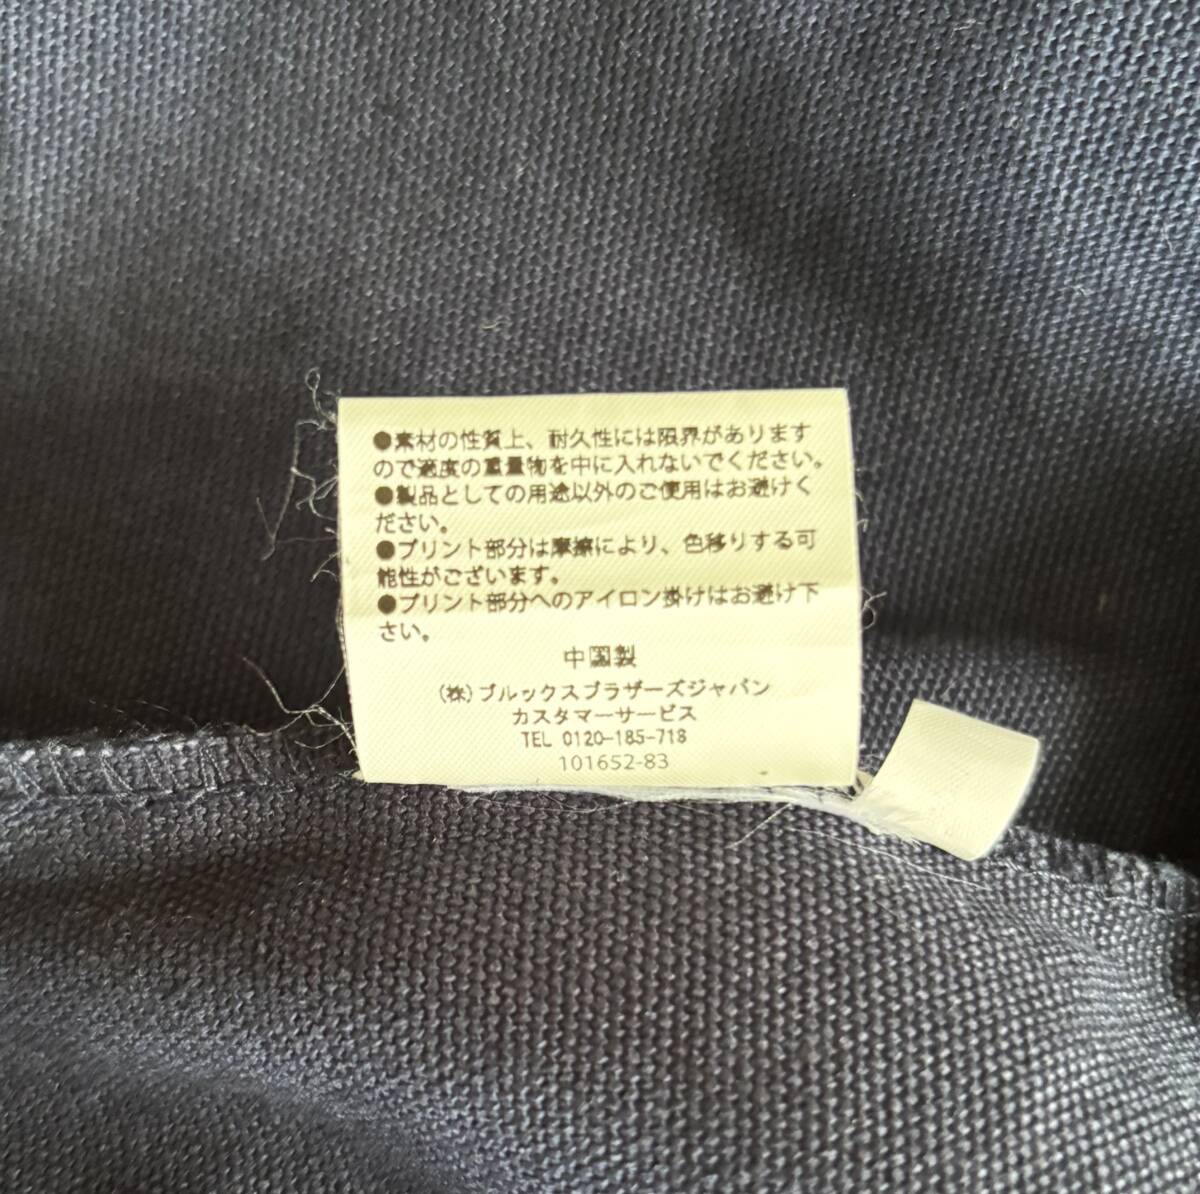 ●素材の性質上、耐久性には限界があります
ので過度の重量物を中に入れないでください。
●製品としての用途以外のご使用はお避けく
ださい。
●プリント部分は摩擦により、色移りする可
能性がございます。
●プリント部分へのアイロン掛けはお避け下
さい。
中国製
(株)ブルックスブラザーズジャパン
カスタマーサービス
TEL 0120-185-718
101652-83